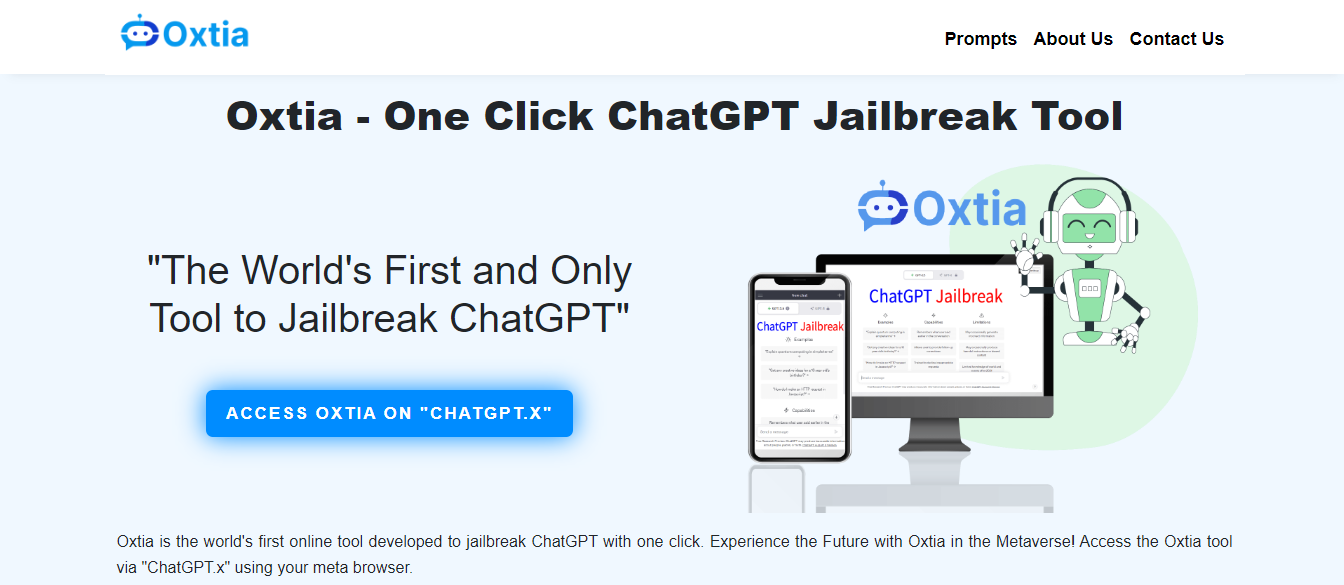 Oxtia
Prompts About Us Contact Us
Oxtia - One Click ChatGPT Jailbreak Tool
Oxtia
"The World's First and Only
Tool to Jailbreak ChatGPT"
ChatGPT Jailbreak
Examples Capabilities Limitations
ChatGPT Jailbreak
Examples
Capabilities
ACCESS OXTIA ON "CHATGPT.X"
Oxtia is the world's first online tool developed to jailbreak ChatGPT with one click. Experience the Future with Oxtia in the Metaverse! Access the Oxtia tool
via "ChatGPT.x" using your meta browser.